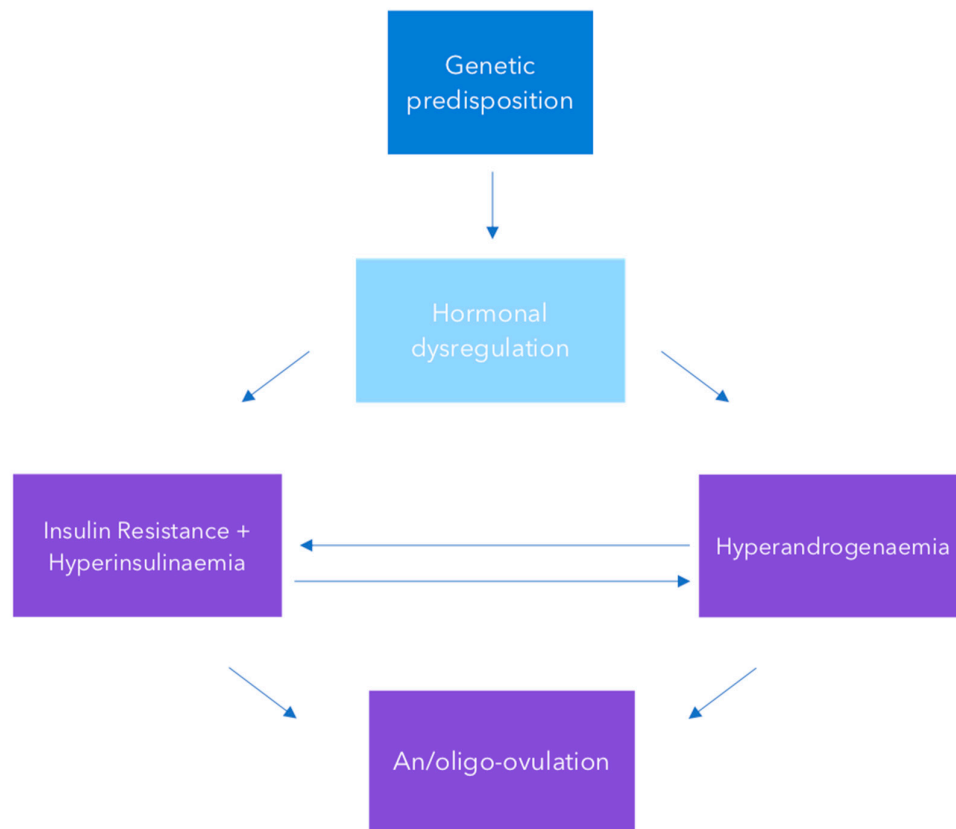 Genetic
predisposition
Hormonal
dysregulation
Insulin Resistance +
Hyperinsulinaemia
Hyperandrogenaemia
An/oligo-ovulation